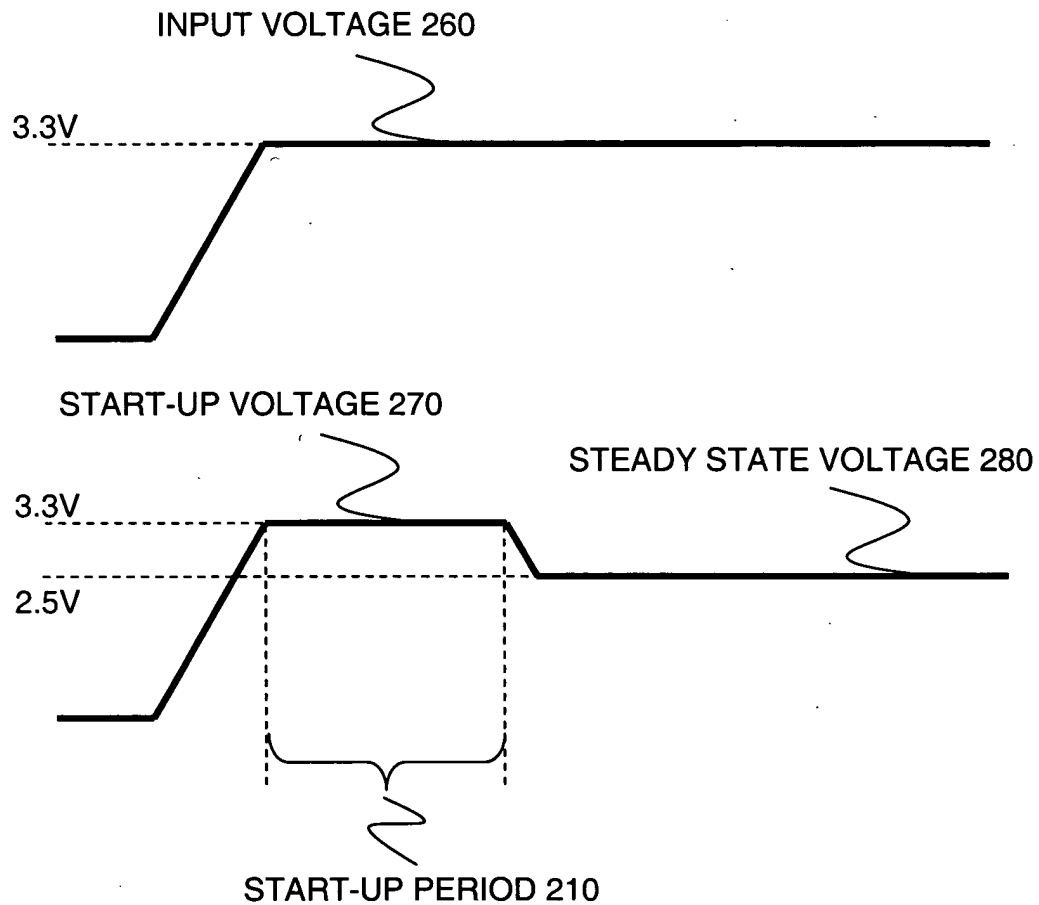 INPUT VOLTAGE 260
3.3V
START-UP VOLTAGE 270
STEADY STATE VOLTAGE 280
3.3V
2.5V
START-UP PERIOD 210